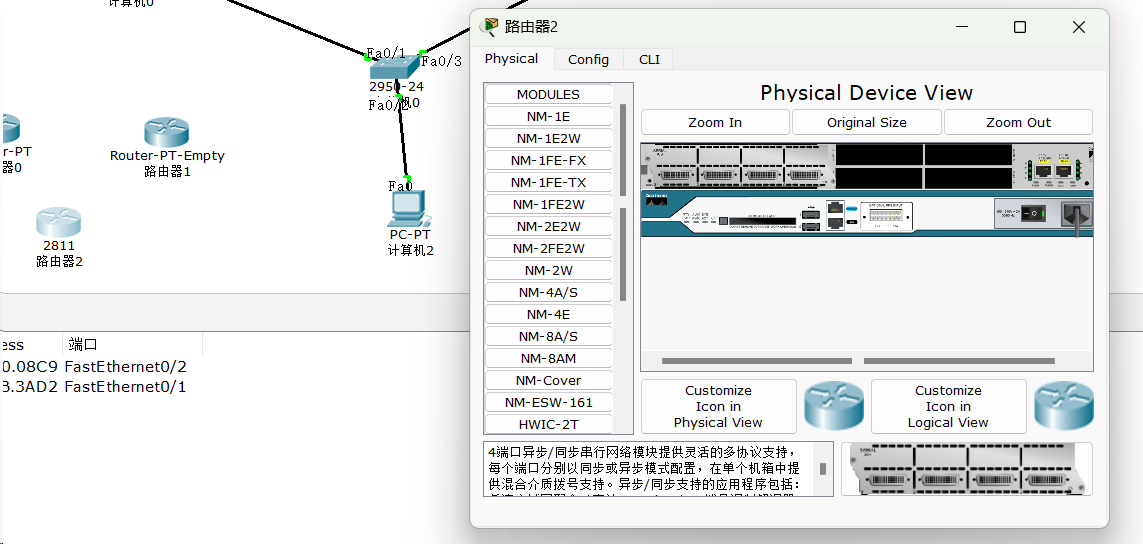 计算机0
Fa0/1
Fa0/3
2950-24
Fa0/2
r-PT
器0
Router-PT-Empty
路由器1
Fa0
PC-PT
计算机2
2811
路由器2
ess
端口
0.08C9 FastEthernet0/2
3.3AD2 FastEthernet0/1
路由器2
Physical
Config
CLI
MODULES
NM-1E
NM-1E2W
NM-1FE-FX
NM-1FE-TX
NM-1FE2W
NM-2E2W
NM-2FE2W
NM-2W
NM-4A/S
NM-4E
NM-8A/S
NM-8AM
NM-Cover
NM-ESW-161
HWIC-2T
Physical Device View
Zoom In
Original Size
Zoom Out
Customize
Icon in
Physical View
Customize
Icon in
Logical View
4端口异步/同步串行网络模块提供灵活的多协议支持，
每个端口分别以同步或异步模式配置，在单个机箱中提
供混合介质拨号支持。异步/同步支持的应用程序包括：